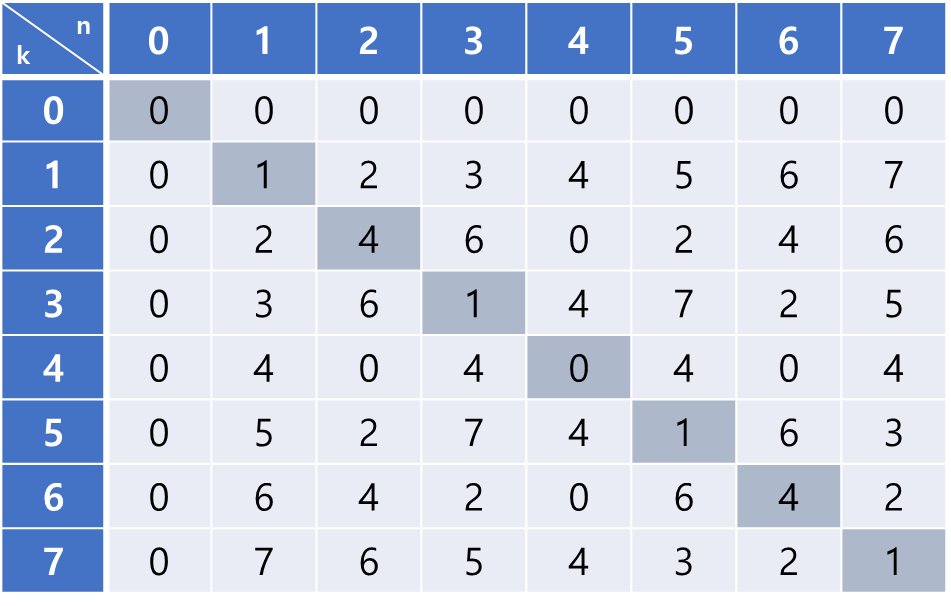 n
k 0 1 2 3 4 5 6 7
0 0 0 0 0 0 0 0 0
1 0 1 2 3 4 5 6 7
2 0 2 4 6 0 2 4 6
3 0 3 6 1 4 7 2 5
4 0 4 0 4 0 4 0 4
5 0 5 2 7 4 1 6 3
6 0 6 4 2 0 6 4 2
7 0 7 6 5 4 3 2 1